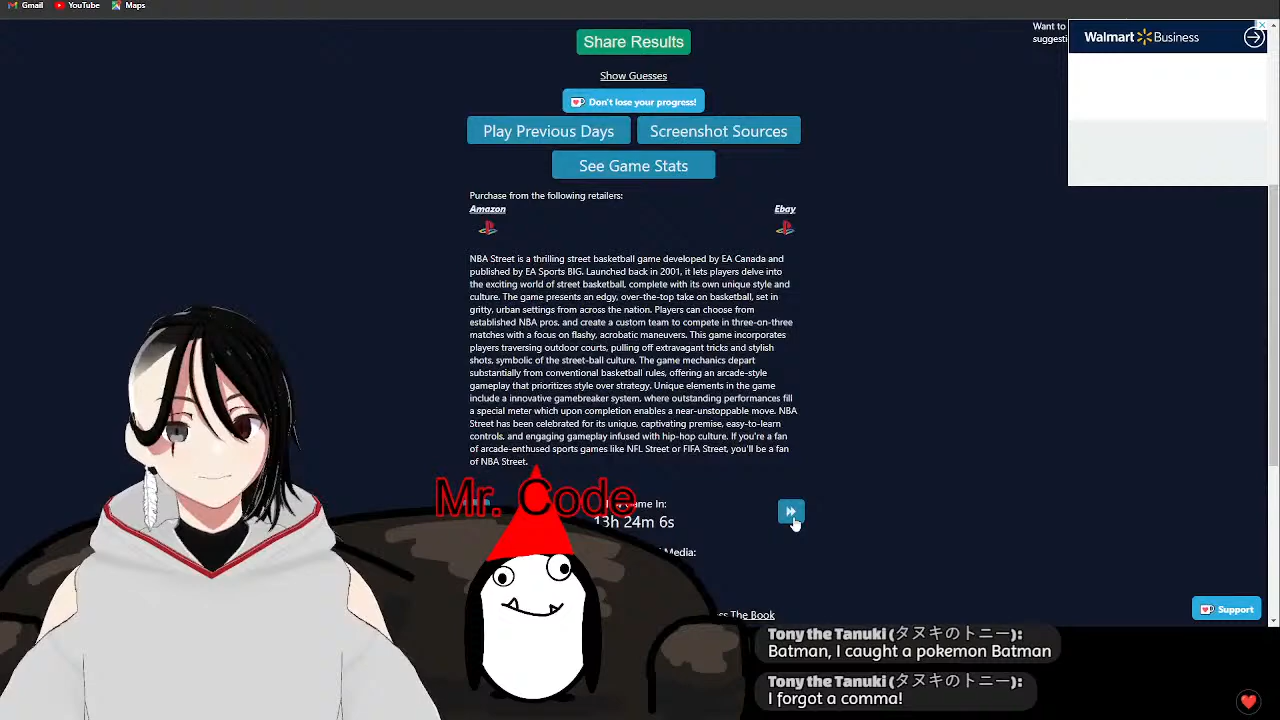 Gmail YouTube Maps
Want to
suggesti
Walmart Business
Share Results
Show Guesses
Don't lose your progress!
Play Previous Days Screenshot Sources
See Game Stats
Purchase from the following retailers:
Amazon Ebay
NBA Street is a thrilling street basketball game developed by EA Canada and
published by EA Sports BIG. Launched back in 2001, it lets players delve into
the exciting world of street basketball, complete with its own unique style and
culture. The game presents an edgy, over-the-top take on basketball, set in
gritty, urban settings from across the nation. Players can choose from
established NBA pros, and create a custom team to compete in three-on-three
matches with a focus on flashy, acrobatic maneuvers. This game incorporates
players traversing outdoor courts, pulling off extravagant tricks and stylish
shots, symbolic of the street-ball culture. The game mechanics depart
substantially from conventional basketball rules, offering an arcade-style
gameplay that prioritizes style over strategy. Unique elements in the game
include a innovative gamebreaker system, where outstanding performances fill
a special meter which upon completion enables a near-unstoppable move. NBA
Street has been celebrated for its unique, captivating premise, easy-to-learn
controls, and engaging gameplay infused with hip-hop culture. If you're a fan
of arcade-enthused sports games like NFL Street or FIFA Street, you'll be a fan
of NBA Street.
Mr. Code
Game In:
13h 24m 6s
Media:
The Book
Support
Tony the Tanuki (タヌキのトニー):
Batman, I caught a pokemon Batman
Tony the Tanuki (タヌキのトニー):
I forgot a comma!